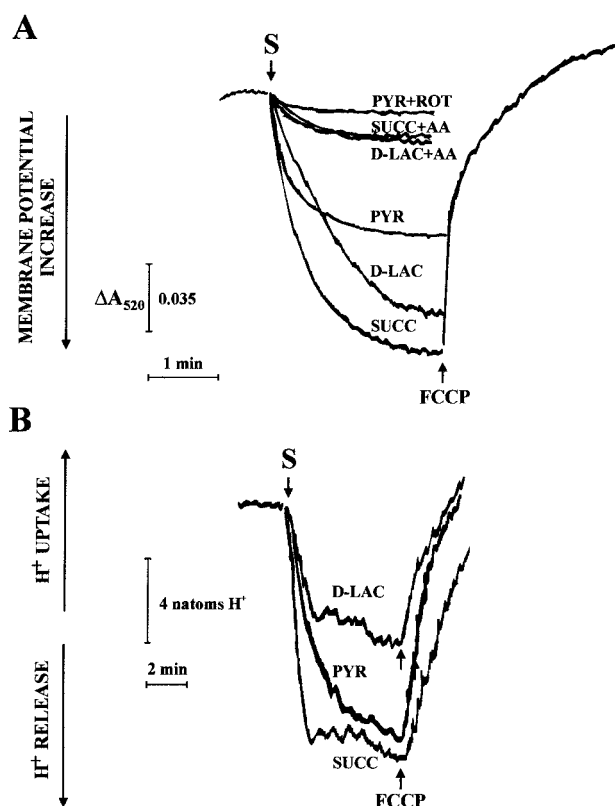 A
S
PYR+ROT
SUCC+AA
D-LAC+AA
PYR
D-LAC
SUCC
MEMBRANE POTENTIAL
INCREASE
ΔA520
0.035
1 min
FCCP
B
S
H+ UPTAKE
4 natoms H+
D-LAC
2 min
PYR
H+ RELEASE
SUCC
FCCP